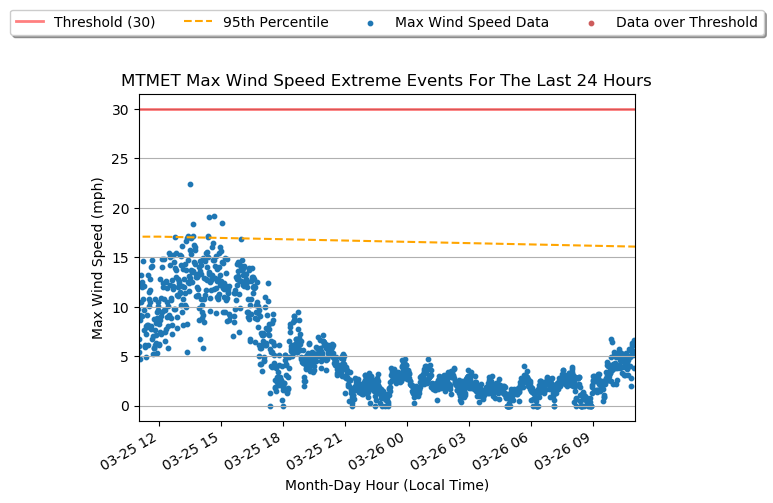 Threshold (30) 95th Percentile Max Wind Speed Data Data over Threshold
MTMET Max Wind Speed Extreme Events For The Last 24 Hours
Max Wind Speed (mph)
30
25
20
15
10
5
0
03-25 12 03-25 15 03-25 18 03-25 21 03-26 00 03-26 03 03-26 06 03-26 09
Month-Day Hour (Local Time)